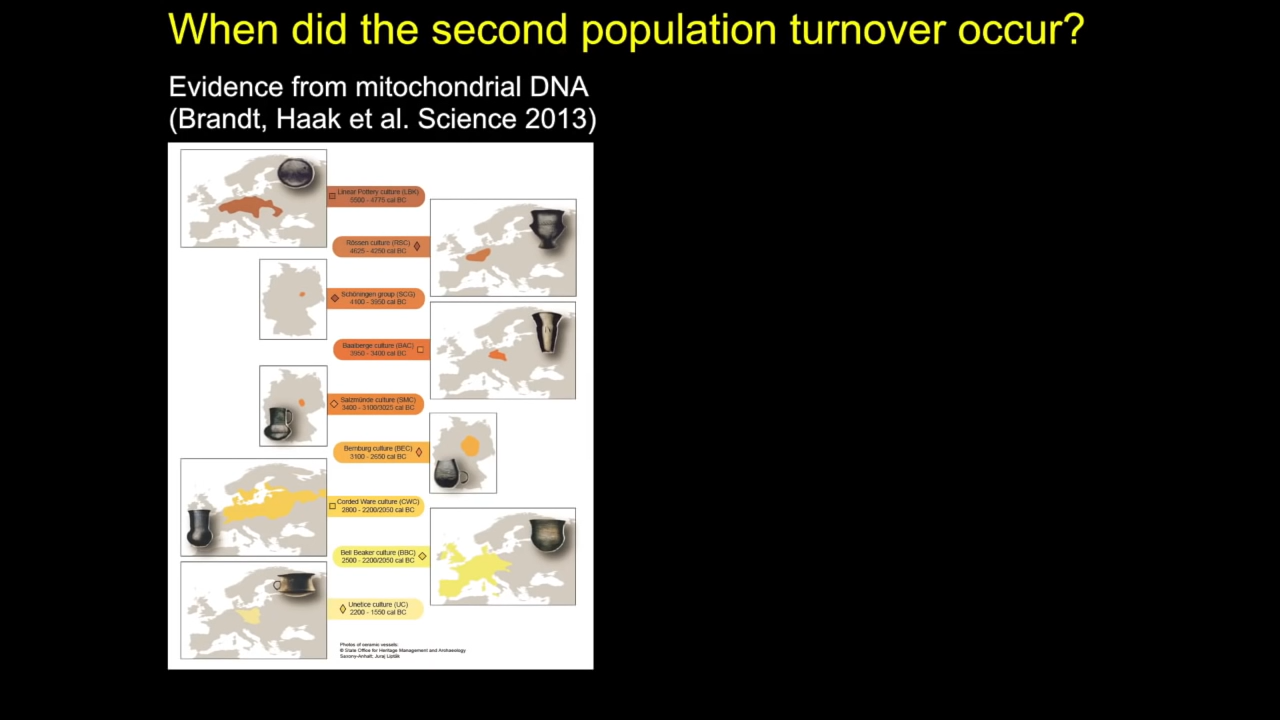 When did the second population turnover occur?
Evidence from mitochondrial DNA
(Brandt, Haak et al. Science 2013)
Linear Pottery culture (LBK)
5500 - 4775 cal BC
Rössen culture (RSC)
4625 - 4250 cal BC
Schöningen group (SCG)
4100 - 3950 cal BC
Baalberge culture (BAC)
3950 - 3400 cal BC
Salzmünde culture (SMC)
3400 - 3100/3025 cal BC
Bernburg culture (BEC)
3100 - 2650 cal BC
Corded Ware culture (CWC)
2800 - 2200/2050 cal BC
Bell Beaker culture (BBC)
2500 - 2200/2050 cal BC
Unetice culture (UC)
2200 - 1550 cal BC
Photos of ceramic vessels:
© State Office for Heritage Management and Archaeology
Saxony-Anhalt: Juraj Lipták